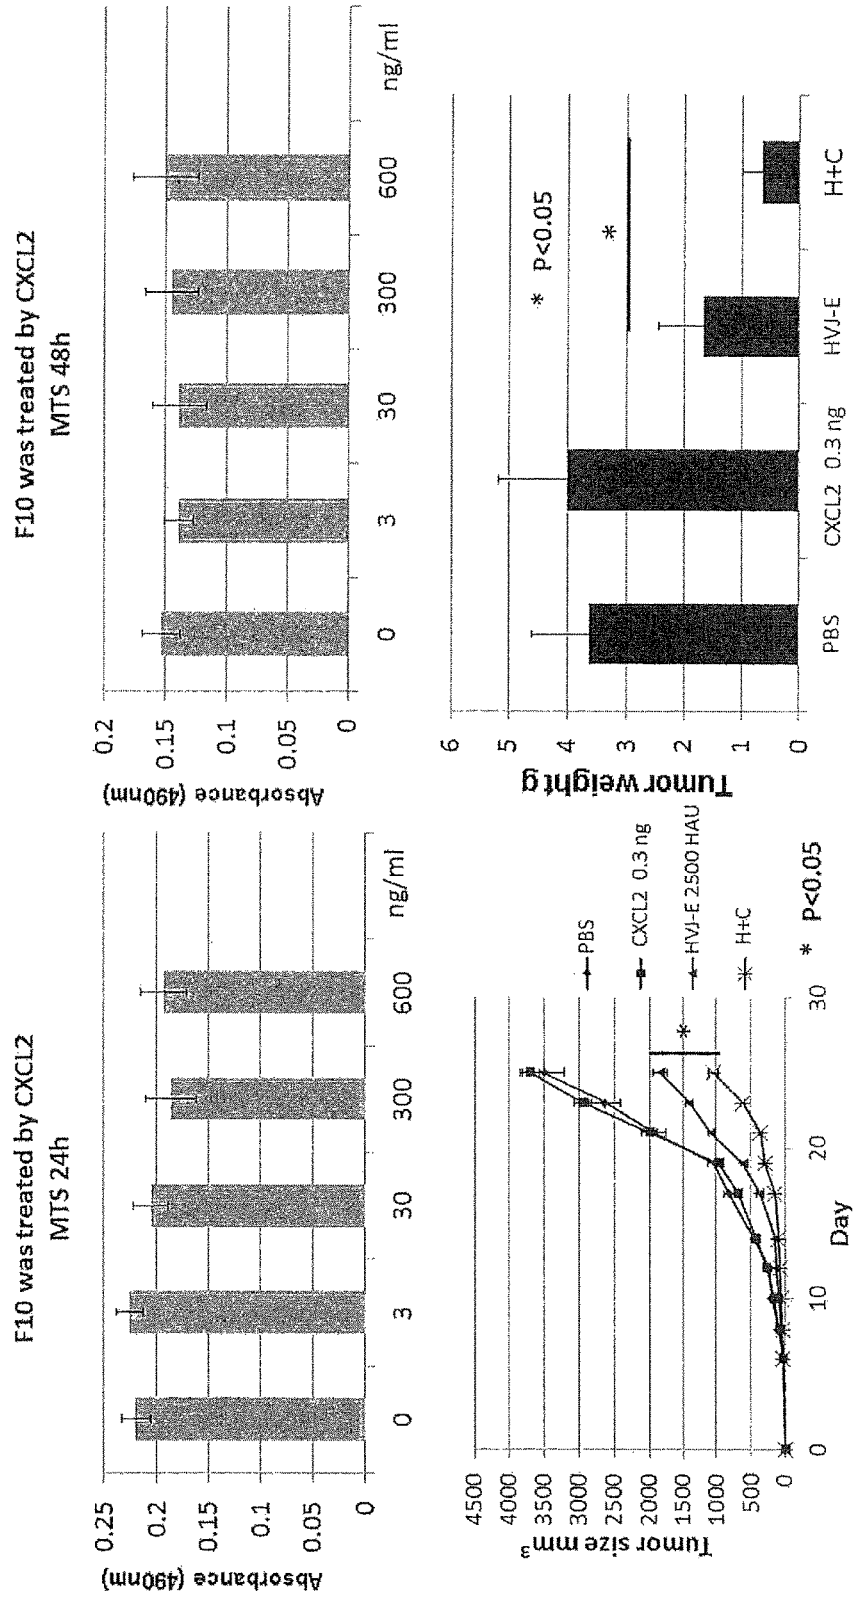 F10 was treated by CXCL2
MTS 24h
Absorbance (490nm)
0.25
0.2
0.15
0.1
0.05
0
0 3 30 300 600 ng/ml
F10 was treated by CXCL2
MTS 48h
Absorbance (490nm)
0.2
0.15
0.1
0.05
0
0 3 30 300 600 ng/ml
Tumor size mm³
4500
4000
3500
3000
2500
2000
1500
1000
500
0
0 10 20 30
Day
PBS
CXCL2 0.3 ng
HVJ-E 2500 HAU
H+C
*
* P<0.05
Tumor weight g
6
5
4
3
2
1
0
* P<0.05
*
PBS CXCL2 0.3 ng HVJ-E H+C